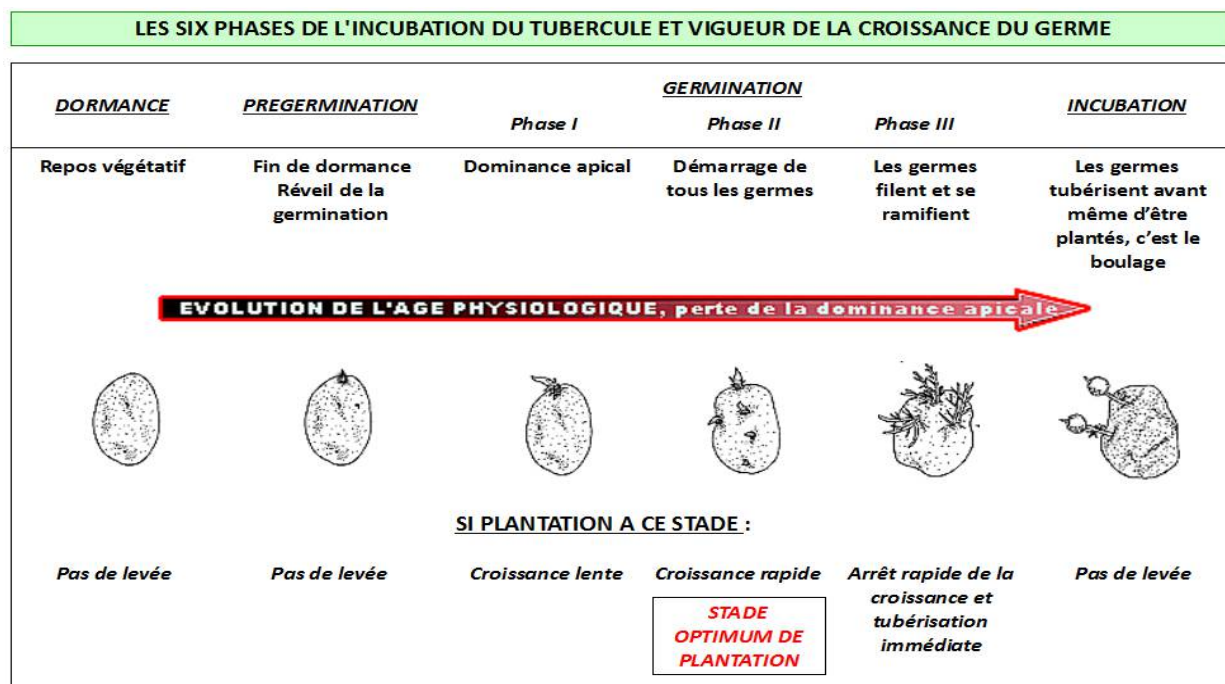 LES SIX PHASES DE L'INCUBATION DU TUBERCULE ET VIGUEUR DE LA CROISSANCE DU GERME
DORMANCE
PREGERMINATION
GERMINATION
Phase I
Phase II
Phase III
INCUBATION
Repos végétatif
Fin de dormance
Réveil de la
germination
Dominance apical
Démarrage de
tous les germes
Les germes
filent et se
ramifient
Les germes
tubérisent avant
même d'être
plantés, c'est le
boulage
EVOLUTION DE L'AGE PHYSIOLOGIQUE, perte de la dominance apicale
SI PLANTATION A CE STADE :
Pas de levée
Pas de levée
Croissance lente
Croissance rapide
STADE
OPTIMUM DE
PLANTATION
Arrêt rapide de la
croissance et
tubérisation
immédiate
Pas de levée